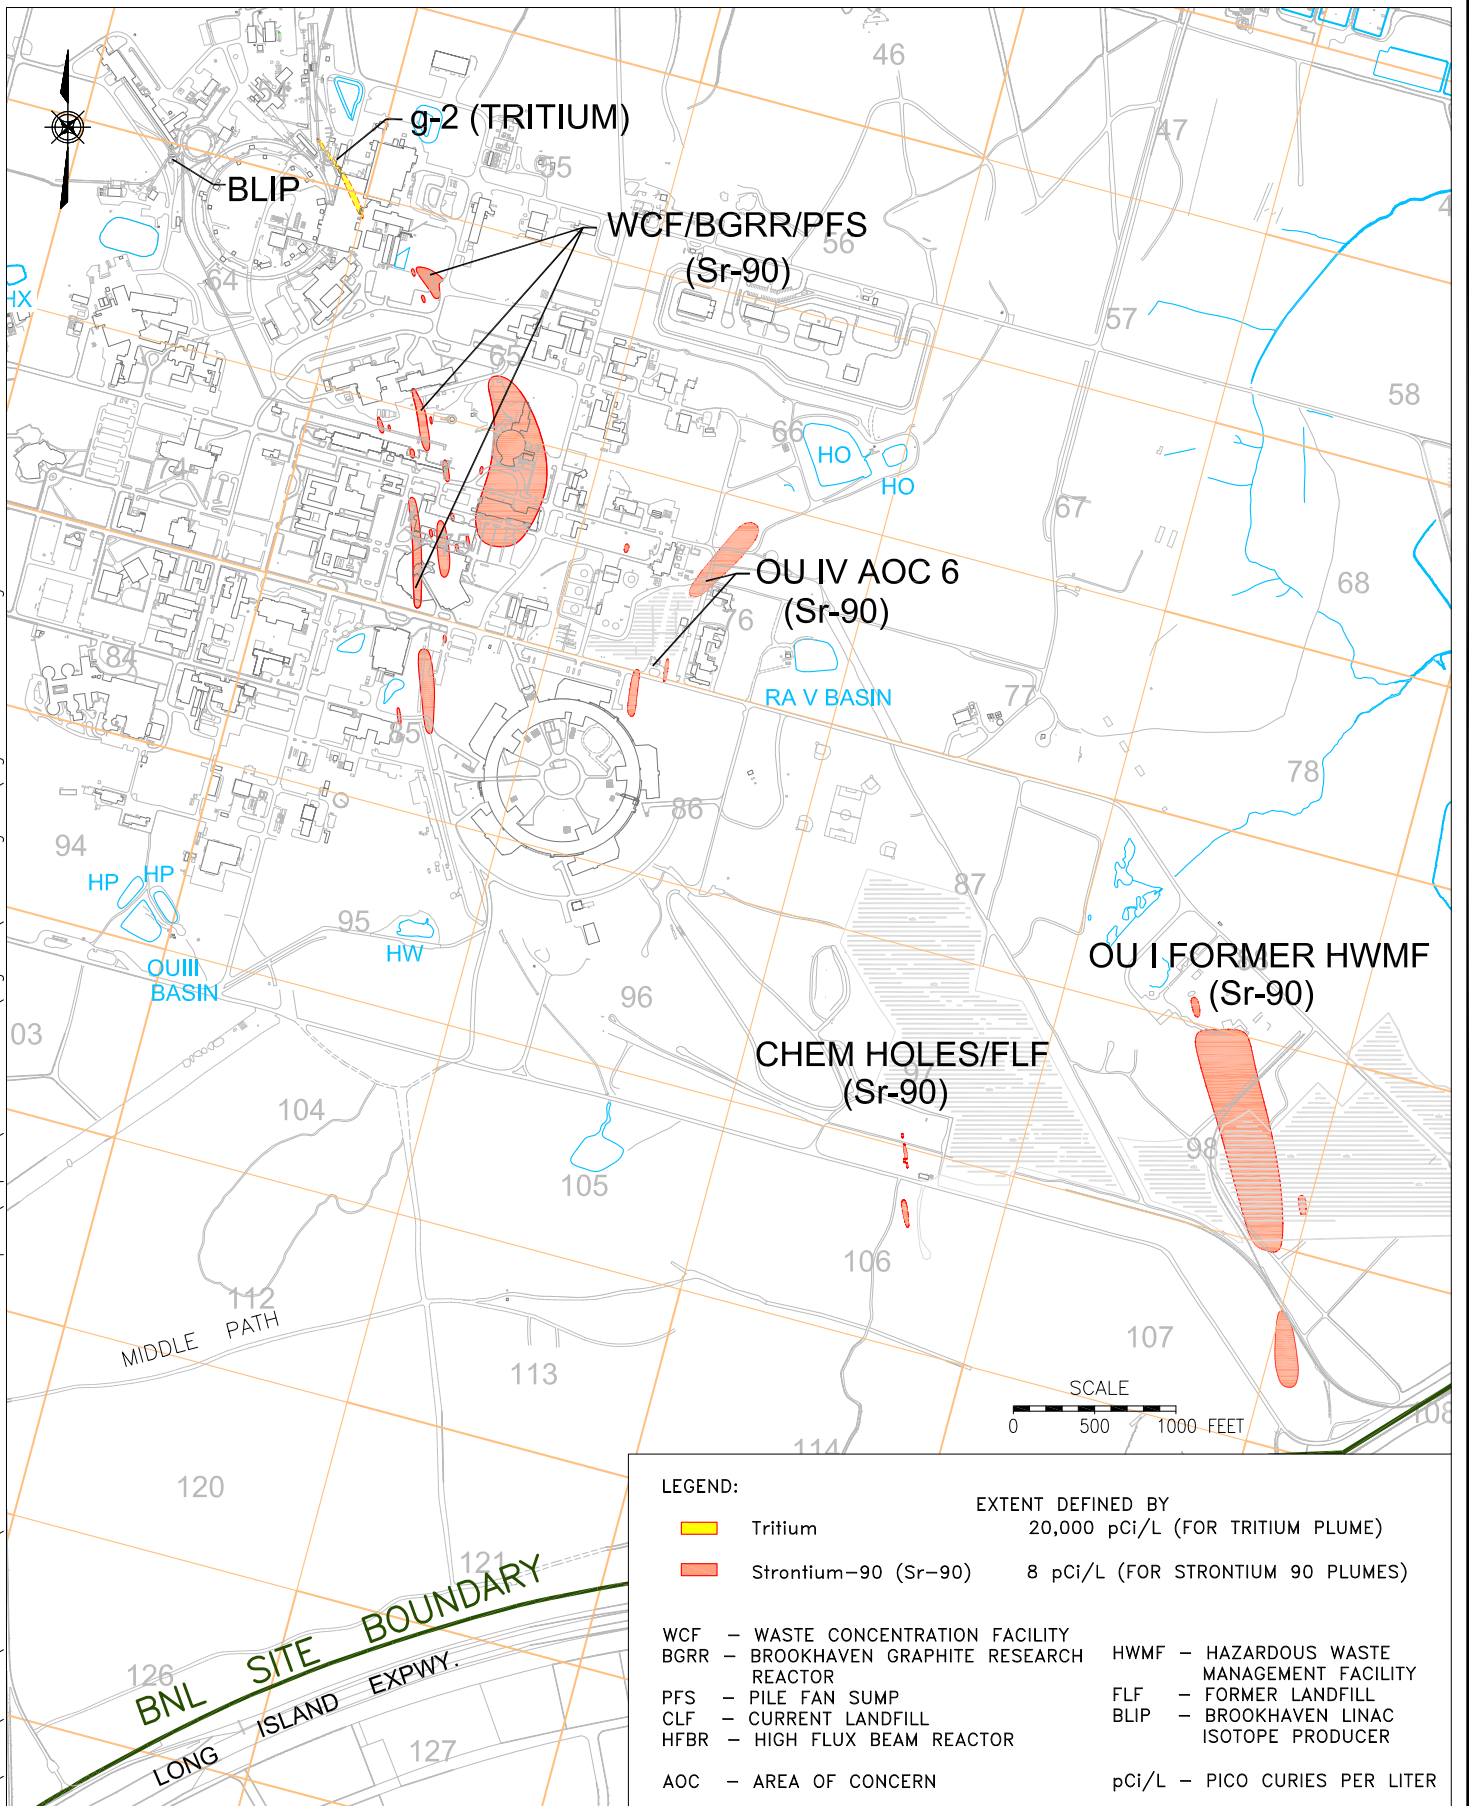 46
g-2 (TRITIUM)
47
55
BLIP
WCF/BGRR/PFS
(Sr-90)
56
64
HX
57
65
58
66
HO
HO
67
OU IV AOC 6
(Sr-90)
68
76
84
RA V BASIN
77
85
78
86
94
HP
HP
87
95
HW
OU I FORMER HWMF
(Sr-90)
OUIII
BASIN
96
03
CHEM HOLES/FLF
(Sr-90)
97
104
98
105
106
112
MIDDLE PATH
107
113
SCALE
0 500 1000 FEET
108
114
120
121
BNL SITE BOUNDARY
LONG ISLAND EXPWY.
126
127
LEGEND:
EXTENT DEFINED BY
Tritium 20,000 pCi/L (FOR TRITIUM PLUME)
Strontium-90 (Sr-90) 8 pCi/L (FOR STRONTIUM 90 PLUMES)
WCF – WASTE CONCENTRATION FACILITY
BGRR – BROOKHAVEN GRAPHITE RESEARCH
REACTOR
PFS – PILE FAN SUMP
CLF – CURRENT LANDFILL
HFBR – HIGH FLUX BEAM REACTOR
AOC – AREA OF CONCERN
HWMF – HAZARDOUS WASTE
MANAGEMENT FACILITY
FLF – FORMER LANDFILL
BLIP – BROOKHAVEN LINAC
ISOTOPE PRODUCER
pCi/L – PICO CURIES PER LITER